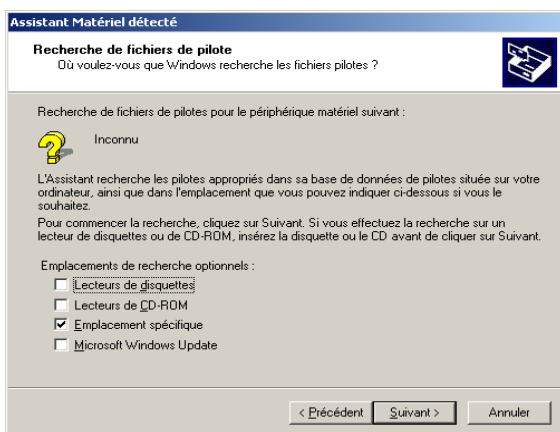 Assistant Matériel détecté
Recherche de fichiers de pilote
Où voulez-vous que Windows recherche les fichiers pilotes ?
Recherche de fichiers de pilotes pour le périphérique matériel suivant :
Inconnu
L'Assistant recherche les pilotes appropriés dans sa base de données de pilotes située sur votre
ordinateur, ainsi que dans l'emplacement que vous pouvez indiquer ci-dessous si vous le
souhaitez.
Pour commencer la recherche, cliquez sur Suivant. Si vous effectuez la recherche sur un
lecteur de disquettes ou de CD-ROM, insérez la disquette ou le CD avant de cliquer sur Suivant.
Emplacements de recherche optionnels :
Lecteurs de disquettes
Lecteurs de CD-ROM
Emplacement spécifique
Microsoft Windows Update
< Précédent Suivant > Annuler